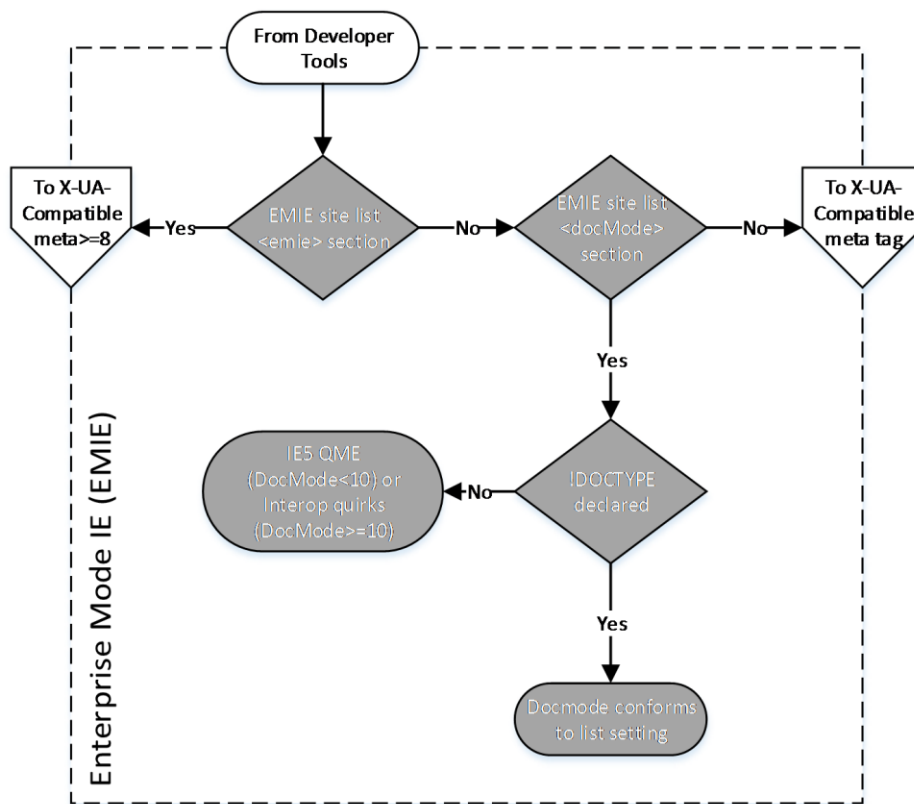 From Developer
Tools
To X-UA-
Compatible
meta>=8
Yes
EMIE site list
<emie> section
No
EMIE site list
<docMode>
section
No
To X-UA-
Compatible
meta tag
Yes
IE5 QME
(DocMode<10) or
Interop quirks
(DocMode>=10)
No
!DOCTYPE
declared
Yes
Docmode conforms
to list setting
Enterprise Mode IE (EMIE)